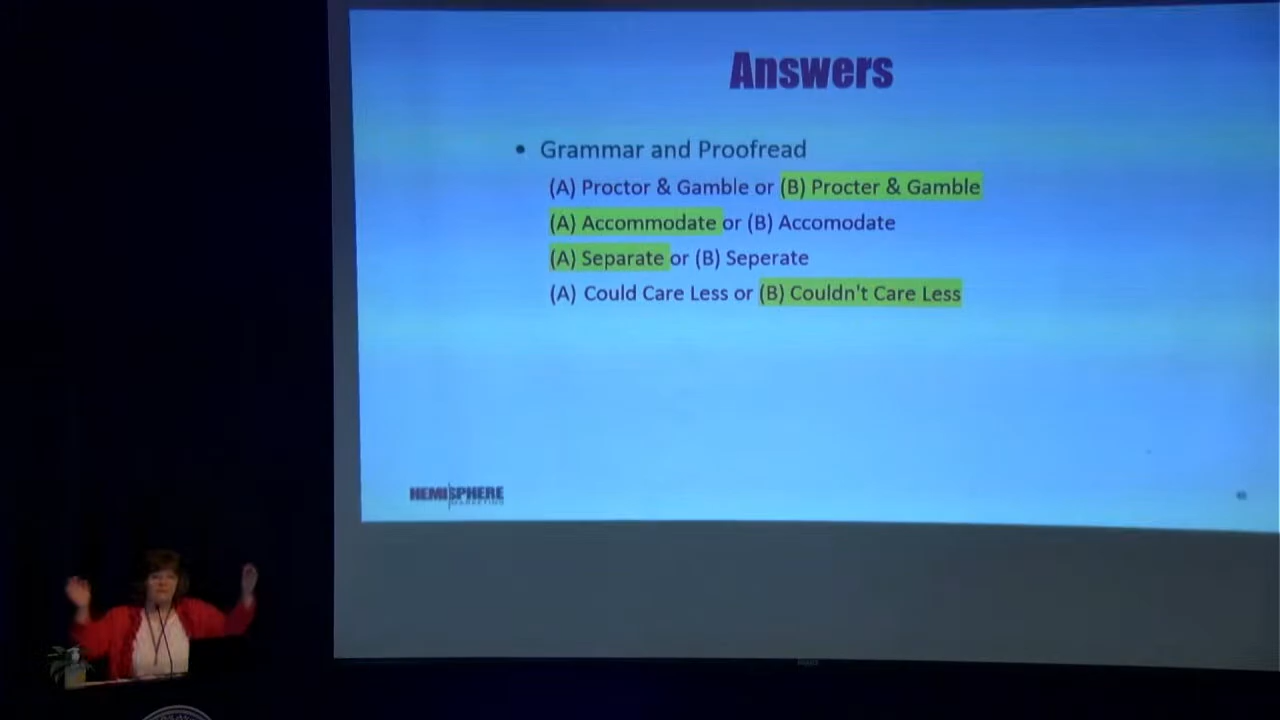 Answers
• Grammar and Proofread
(A) Proctor & Gamble or (B) Procter & Gamble
(A) Accommodate or (B) Accomodate
(A) Separate or (B) Seperate
(A) Could Care Less or (B) Couldn't Care Less
HEMISPHERE
MARKETING